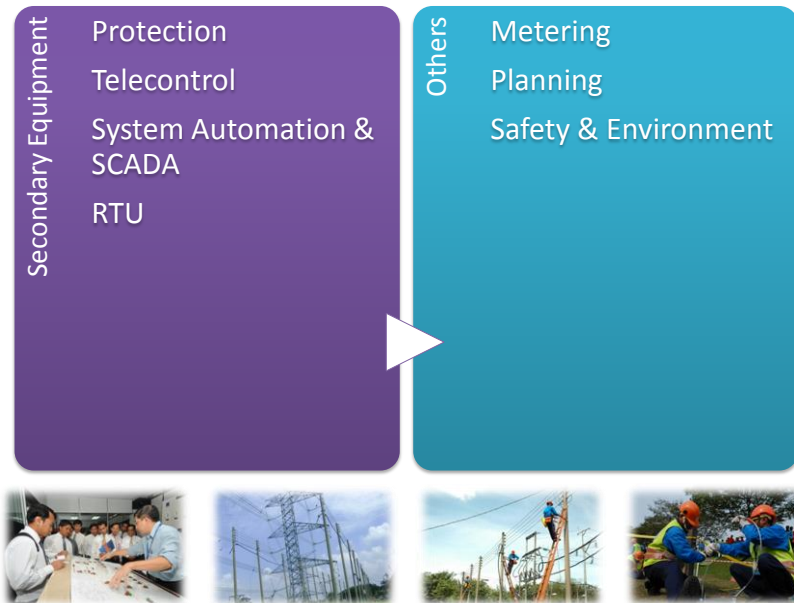 Secondary Equipment
Protection
Telecontrol
System Automation &
SCADA
RTU
Others
Metering
Planning
Safety & Environment